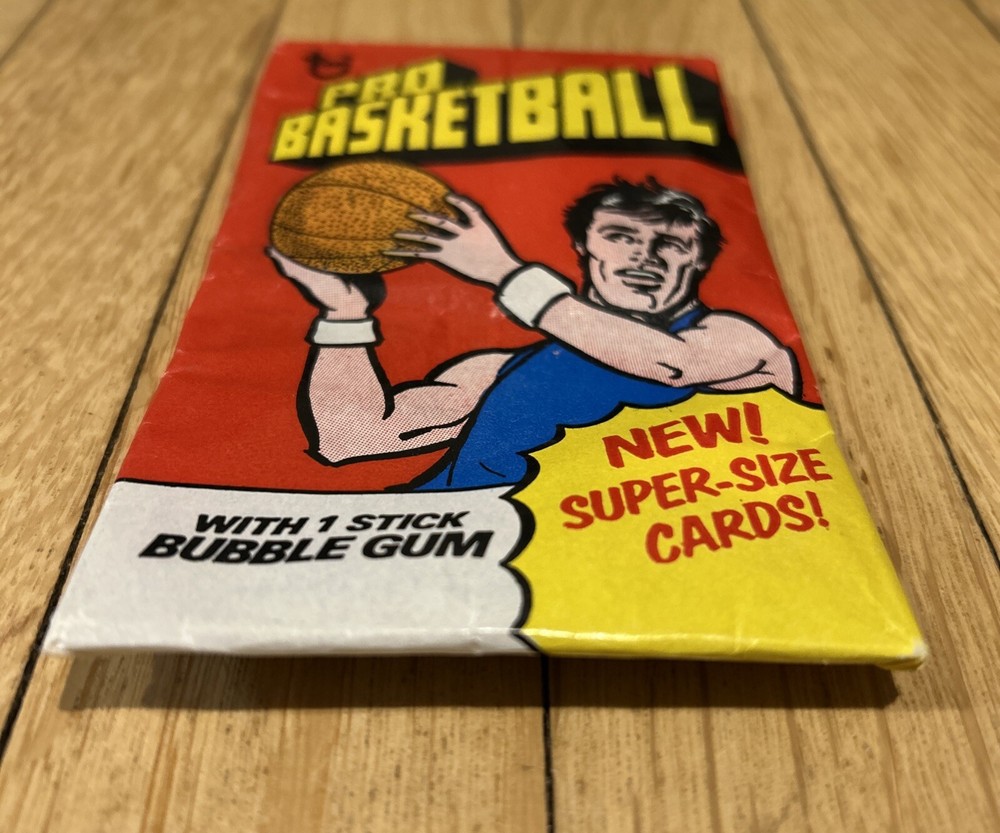 PRO
BASKETBALL
NEW!
SUPER-SIZE
CARDS!
WITH 1 STICK
BUBBLE GUM